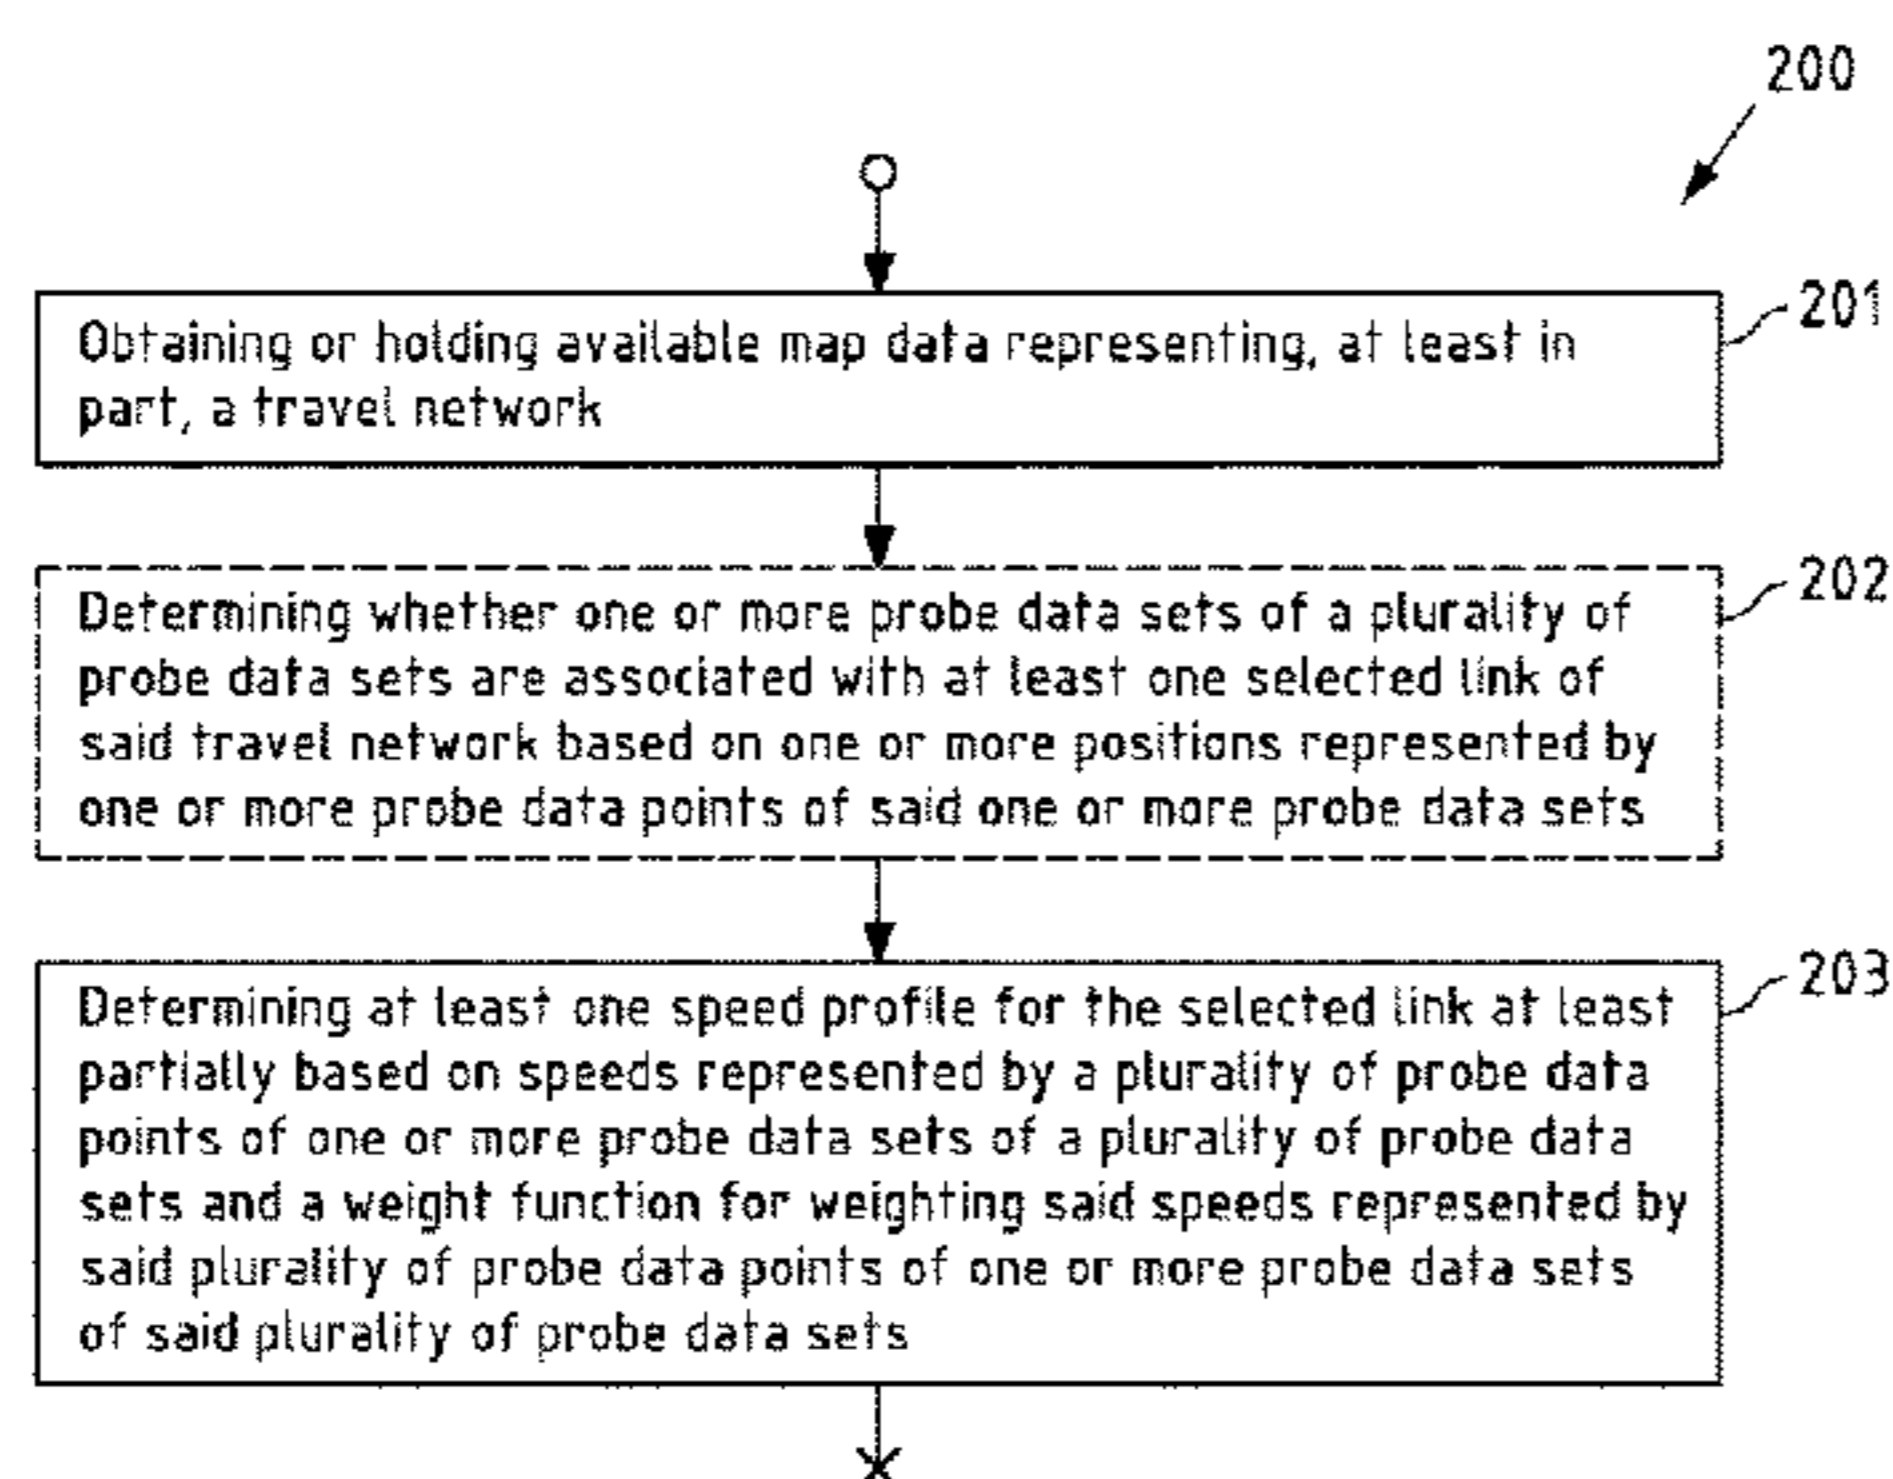 200
201
Obtaining or holding available map data representing, at least in
part, a travel network
202
Determining whether one or more probe data sets of a plurality of
probe data sets are associated with at least one selected link of
said travel network based on one or more positions represented by
one or more probe data points of said one or more probe data sets
203
Determining at least one speed profile for the selected link at least
partially based on speeds represented by a plurality of probe data
points of one or more probe data sets of a plurality of probe data
sets and a weight function for weighting said speeds represented by
said plurality of probe data points of one or more probe data sets
of said plurality of probe data sets